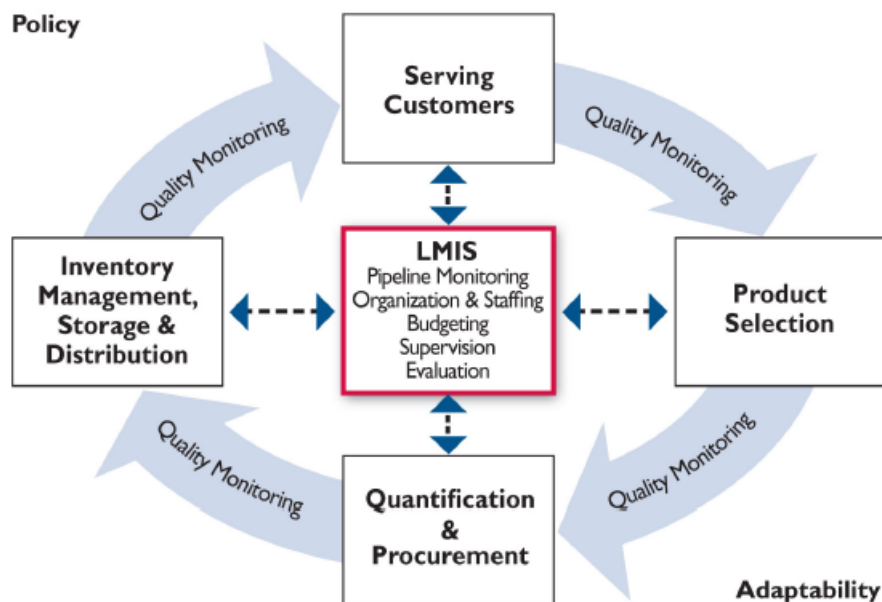 Policy
Serving
Customers
Quality Monitoring
Quality Monitoring
Inventory
Management,
Storage &
Distribution
LMIS
Pipeline Monitoring
Organization & Staffing
Budgeting
Supervision
Evaluation
Product
Selection
Quality Monitoring
Quality Monitoring
Quantification
&
Procurement
Adaptability